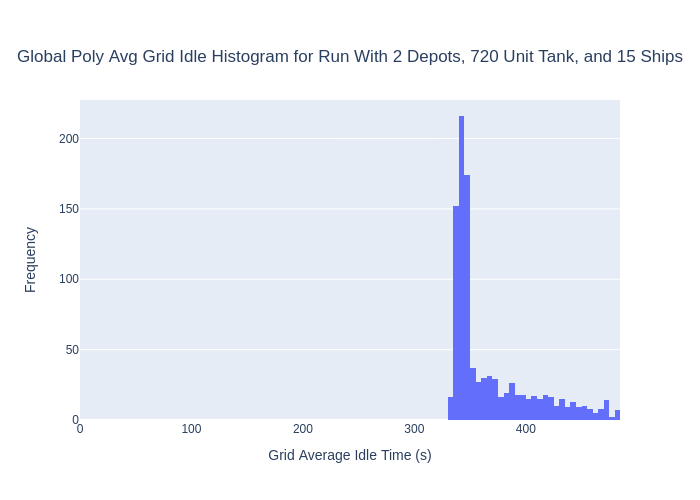 Global Poly Avg Grid Idle Histogram for Run With 2 Depots, 720 Unit Tank, and 15 Ships
200
150
100
50
0
Frequency
0 100 200 300 400
Grid Average Idle Time (s)